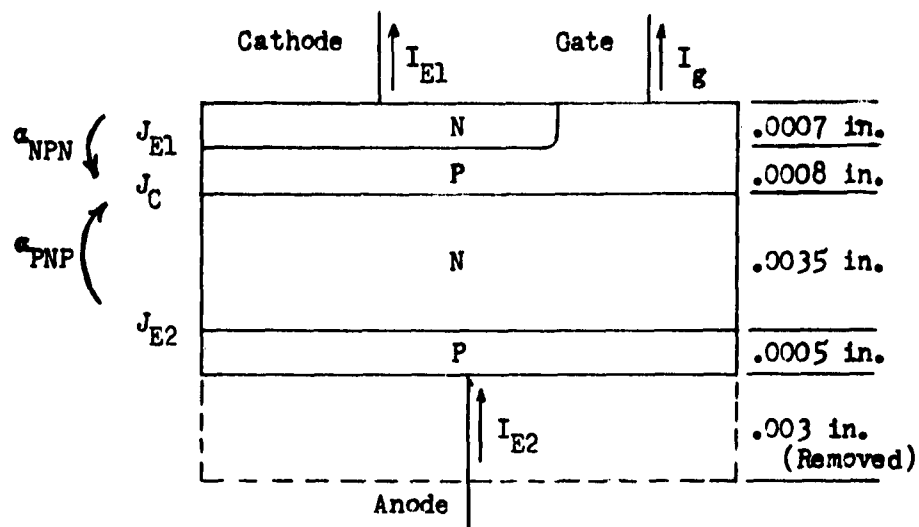 Cathode
Gate
I_E1
I_g
α_NPN
J_E1
N
.0007 in.
P
.0008 in.
J_C
α_PNP
N
.0035 in.
J_E2
P
.0005 in.
I_E2
.003 in.
(Removed)
Anode